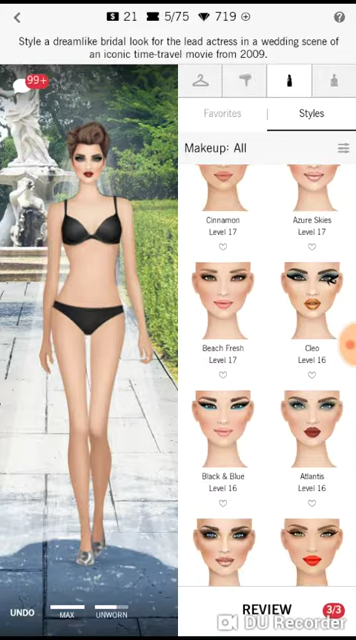 21 5/75 719
Style a dreamlike bridal look for the lead actress in a wedding scene of
an iconic time-travel movie from 2009.
99+
Favorites Styles
Makeup: All
Cinnamon Azure Skies
Level 17 Level 17
Beach Fresh Cleo
Level 17 Level 16
Black & Blue Atlantis
Level 16 Level 16
UNDO MAX UNWORN REVIEW 3/3
DU Recorder